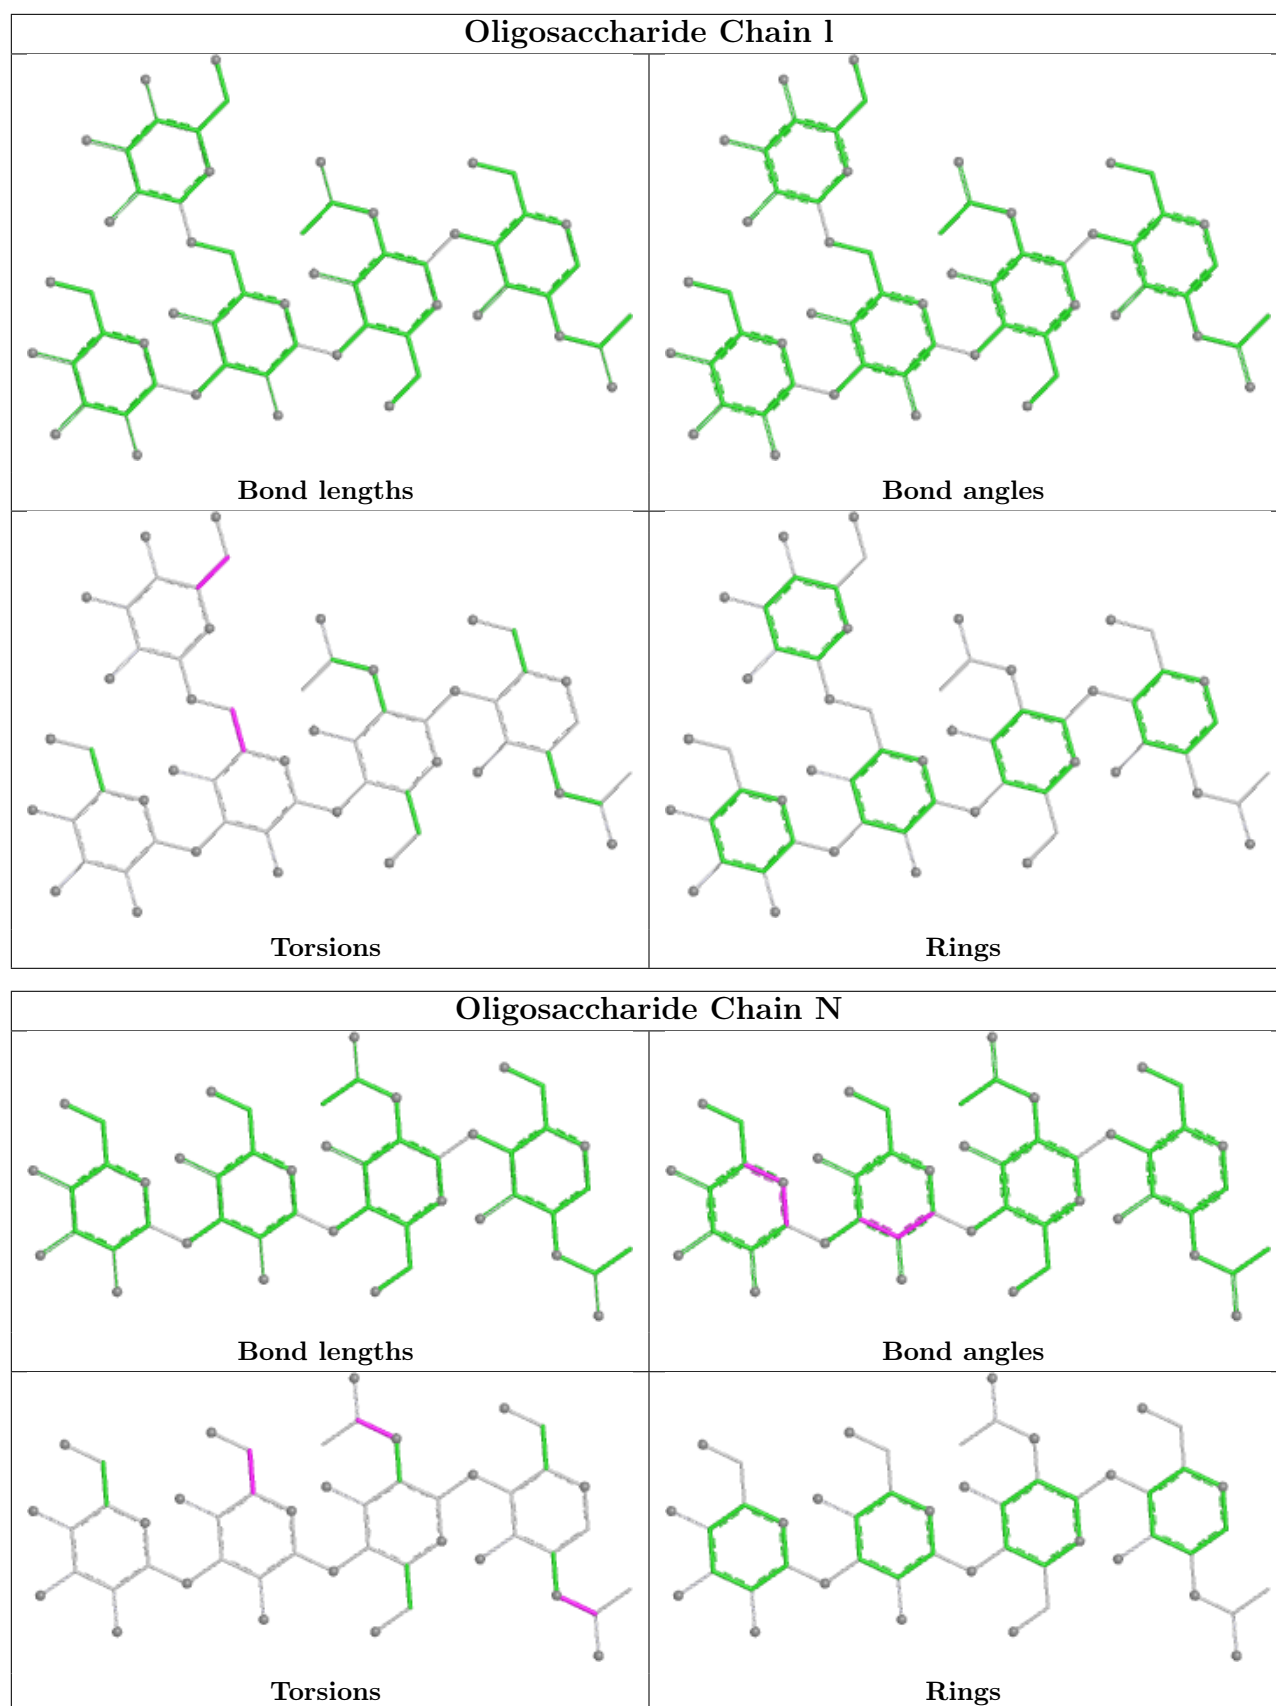 Oligosaccharide Chain l
Bond lengths
Bond angles
Torsions
Rings
Oligosaccharide Chain N
Bond lengths
Bond angles
Torsions
Rings